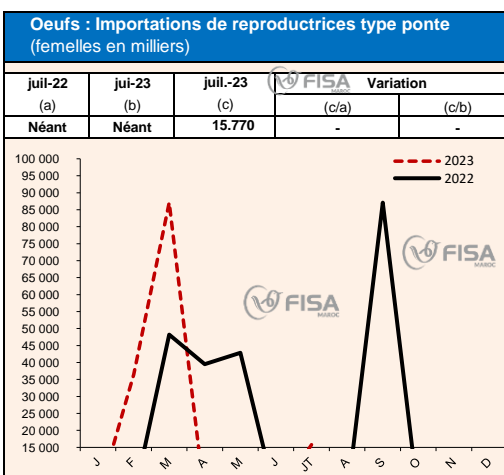 Oeufs : Importations de reproductrices type ponte
(femelles en milliers)
juil-22 jui-23 juil.-23 FISA MAROC Variation
(a) (b) (c) (c/a) (c/b)
Néant Néant 15.770 - -
100 000
95 000
90 000
85 000
80 000
75 000
70 000
65 000
60 000
55 000
50 000
45 000
40 000
35 000
30 000
25 000
20 000
15 000
2023
2022
FISA
MAROC
FISA
MAROC
J F M A M J JT A S O N D